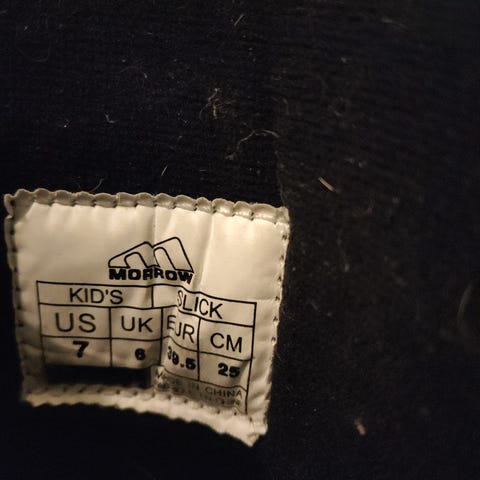 MORROW
KID'S SLICK
US UK EUR CM
7 6 39.5 25
MADE IN CHINA